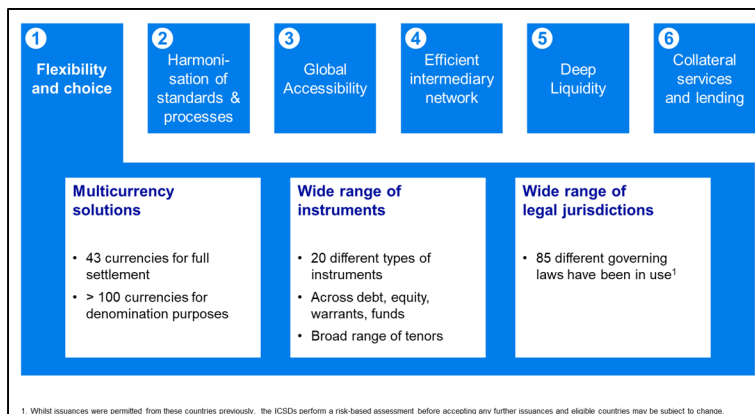 1
Flexibility
and choice
2
Harmoni-
sation of
standards &
processes
3
Global
Accessibility
4
Efficient
intermediary
network
5
Deep
Liquidity
6
Collateral
services
and lending
Multicurrency
solutions
• 43 currencies for full
settlement
• > 100 currencies for
denomination purposes
Wide range of
instruments
• 20 different types of
instruments
• Across debt, equity,
warrants, funds
• Broad range of tenors
Wide range of
legal jurisdictions
• 85 different governing
laws have been in use¹
1. Whilst issuances were permitted from these countries previously, the ICSDs perform a risk-based assessment before accepting any further issuances and eligible countries may be subject to change.